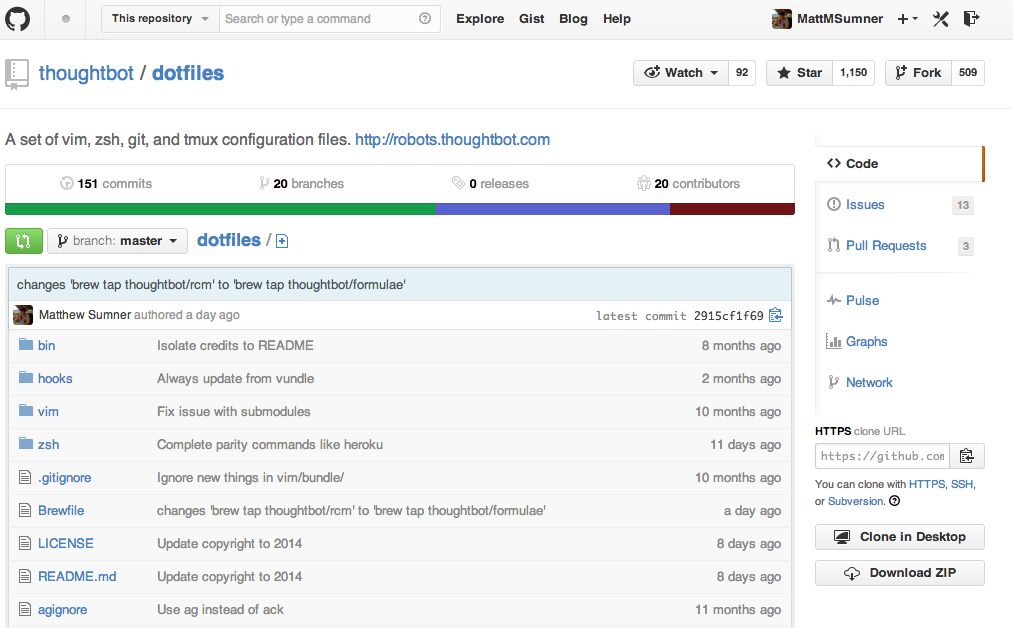 This repository Search or type a command Explore Gist Blog Help MattMSumner
thoughtbot / dotfiles Watch 92 Star 1,150 Fork 509
A set of vim, zsh, git, and tmux configuration files. http://robots.thoughtbot.com
151 commits 20 branches 0 releases 20 contributors
branch: master dotfiles /
changes 'brew tap thoughtbot/rcm' to 'brew tap thoughtbot/formulae'
Matthew Sumner authored a day ago latest commit 2915cf1f69
bin Isolate credits to README 8 months ago
hooks Always update from vundle 2 months ago
vim Fix issue with submodules 10 months ago
zsh Complete parity commands like heroku 11 days ago
.gitignore Ignore new things in vim/bundle/ 10 months ago
Brewfile changes 'brew tap thoughtbot/rcm' to 'brew tap thoughtbot/formulae' a day ago
LICENSE Update copyright to 2014 8 days ago
README.md Update copyright to 2014 8 days ago
agignore Use ag instead of ack 11 months ago
Code
Issues 13
Pull Requests 3
Pulse
Graphs
Network
HTTPS clone URL
https://github.com
You can clone with HTTPS, SSH,
or Subversion.
Clone in Desktop
Download ZIP